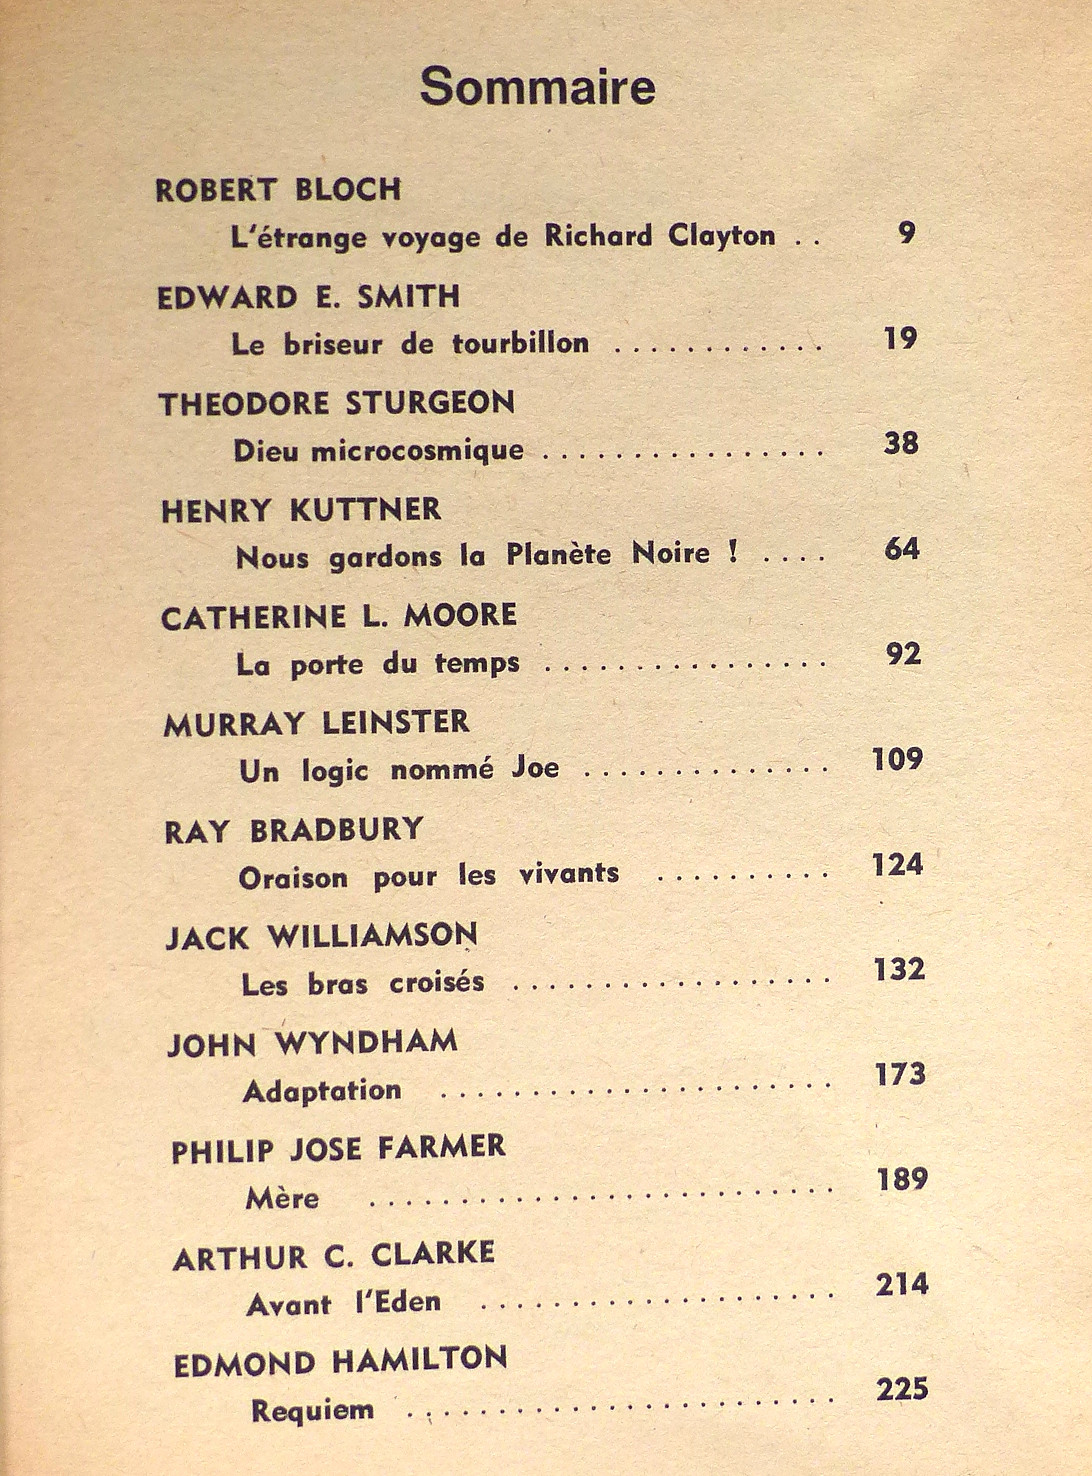 Sommaire
ROBERT BLOCH
L'étrange voyage de Richard Clayton . . 9
EDWARD E. SMITH
Le briseur de tourbillon . . . . . . . . . . . . 19
THEODORE STURGEON
Dieu microcosmique . . . . . . . . . . . . . . . . 38
HENRY KUTTNER
Nous gardons la Planète Noire ! . . . . 64
CATHERINE L. MOORE
La porte du temps . . . . . . . . . . . . . . . . 92
MURRAY LEINSTER
Un logic nommé Joe . . . . . . . . . . . . . . 109
RAY BRADBURY
Oraison pour les vivants . . . . . . . . . . 124
JACK WILLIAMSON
Les bras croisés . . . . . . . . . . . . . . . . . . 132
JOHN WYNDHAM
Adaptation . . . . . . . . . . . . . . . . . . . . . . 173
PHILIP JOSE FARMER
Mère . . . . . . . . . . . . . . . . . . . . . . . . . . 189
ARTHUR C. CLARKE
Avant l'Eden . . . . . . . . . . . . . . . . . . . . 214
EDMOND HAMILTON
Requiem . . . . . . . . . . . . . . . . . . . . . . . . 225